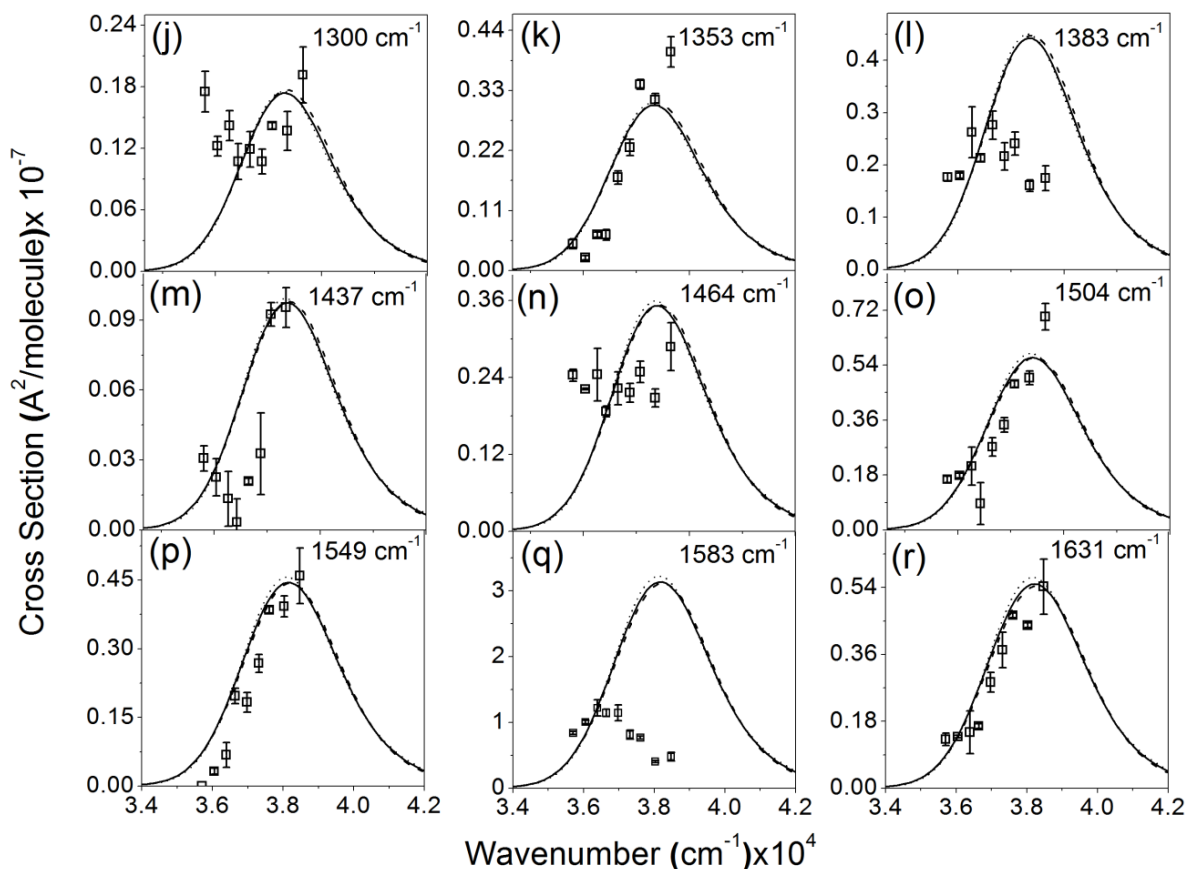 Cross Section (A²/molecule)x 10⁻⁷
(j) 1300 cm⁻¹
0.24
0.18
0.12
0.06
0.00
(k) 1353 cm⁻¹
0.44
0.33
0.22
0.11
0.00
(l) 1383 cm⁻¹
0.4
0.3
0.2
0.1
0.0
(m) 1437 cm⁻¹
0.09
0.06
0.03
0.00
(n) 1464 cm⁻¹
0.36
0.24
0.12
0.00
(o) 1504 cm⁻¹
0.72
0.54
0.36
0.18
0.00
(p) 1549 cm⁻¹
0.45
0.30
0.15
0.00
3.4 3.6 3.8 4.0 4.2
(q) 1583 cm⁻¹
3
2
1
0
3.4 3.6 3.8 4.0 4.2
(r) 1631 cm⁻¹
0.54
0.36
0.18
0.00
3.4 3.6 3.8 4.0 4.2
Wavenumber (cm⁻¹)x10⁴